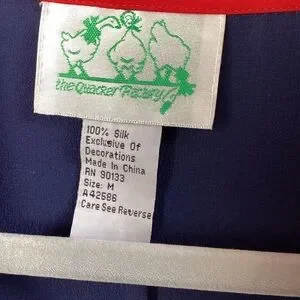 the Quacker Factory
100% Silk
Exclusive Of
Decorations
Made In China
RN 90133
Size: M
A42586
Care See Reverse